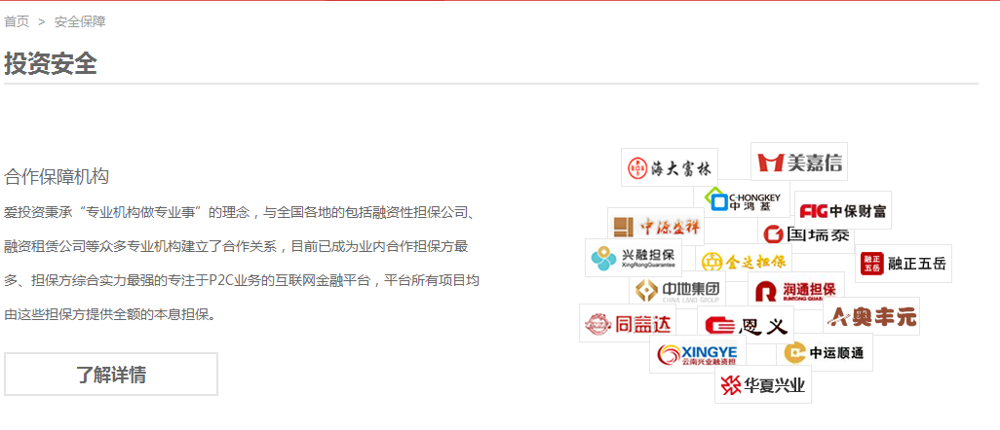 首页 > 安全保障
投资安全
合作保障机构
爱投资秉承“专业机构做专业事”的理念，与全国各地的包括融资性担保公司、
融资租赁公司等众多专业机构建立了合作关系，目前已成为业内合作担保方最
多、担保方综合实力最强的专注于P2C业务的互联网金融平台，平台所有项目均
由这些担保方提供全额的本息担保。
了解详情
海大富林
美嘉信
C·HONGKEY
中鸿基
FIG 中保财富
中源盛祥
国瑞泰
兴融担保
XingRongGuarantee
金达担保
融正五岳
融正五岳
中地集团
CHINA LAND GROUP
润通担保
RUNTONG GUARA
同益达
恩义
奥丰元
XINGYE
云南兴业融资担
中运顺通
华夏兴业